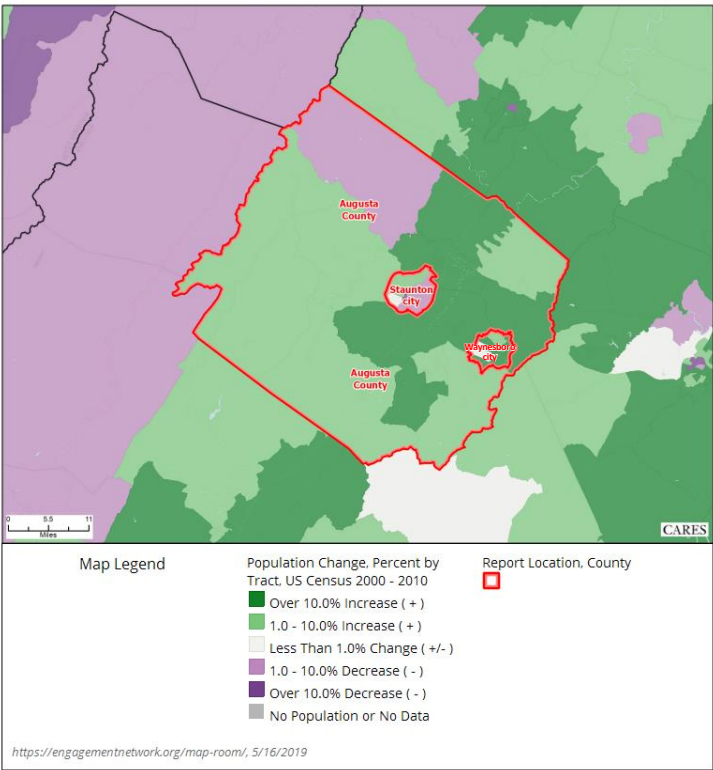 Augusta
County
Staunton
city
Waynesboro
city
Augusta
County
0 5.5 11
Miles
CARES
Map Legend
Population Change, Percent by
Tract, US Census 2000 - 2010
Over 10.0% Increase ( + )
1.0 - 10.0% Increase ( + )
Less Than 1.0% Change ( +/- )
1.0 - 10.0% Decrease ( - )
Over 10.0% Decrease ( - )
No Population or No Data
Report Location, County
https://engagementnetwork.org/map-room/, 5/16/2019